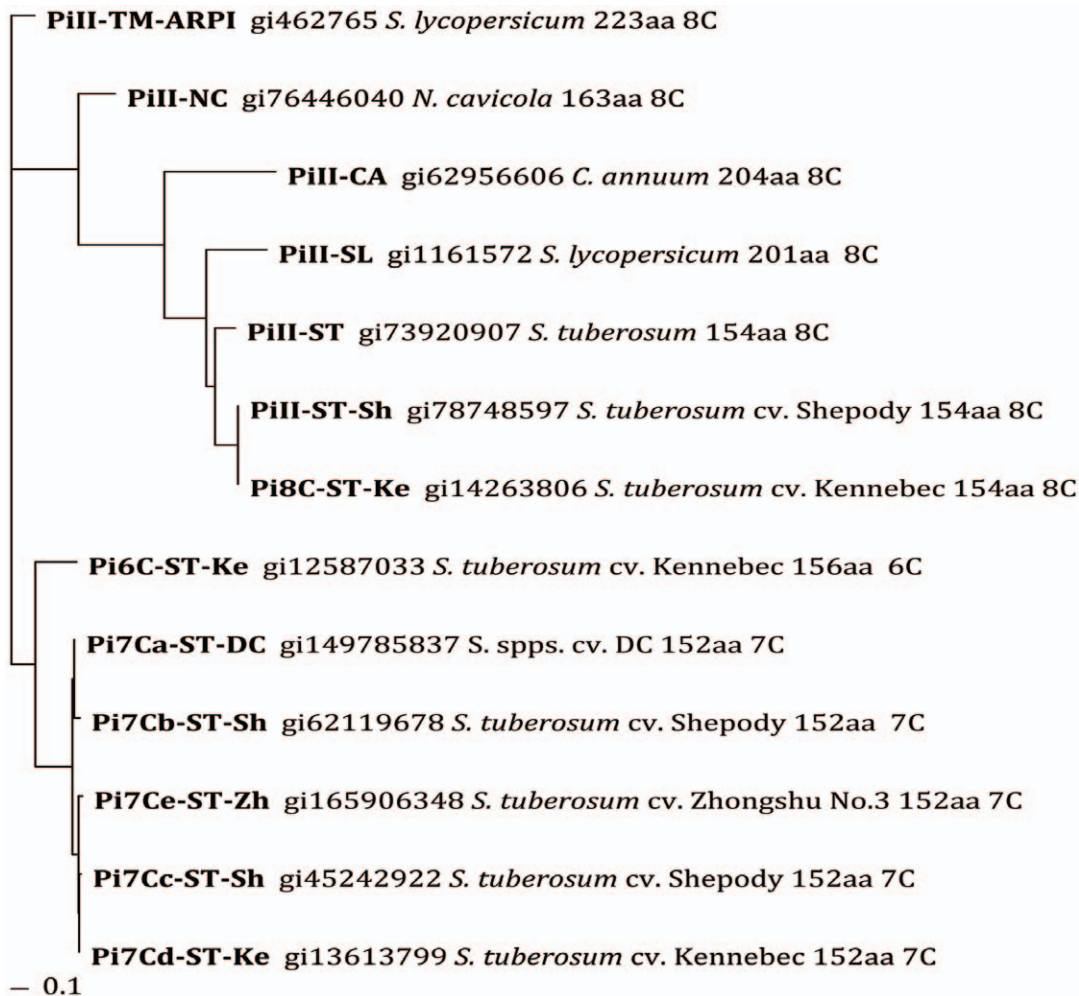 PiII-TM-ARPI gi462765 S. lycopersicum 223aa 8C
PiII-NC gi76446040 N. cavicola 163aa 8C
PiII-CA gi62956606 C. annuum 204aa 8C
PiII-SL gi1161572 S. lycopersicum 201aa 8C
PiII-ST gi73920907 S. tuberosum 154aa 8C
PiII-ST-Sh gi78748597 S. tuberosum cv. Shepody 154aa 8C
Pi8C-ST-Ke gi14263806 S. tuberosum cv. Kennebec 154aa 8C
Pi6C-ST-Ke gi12587033 S. tuberosum cv. Kennebec 156aa 6C
Pi7Ca-ST-DC gi149785837 S. spps. cv. DC 152aa 7C
Pi7Cb-ST-Sh gi62119678 S. tuberosum cv. Shepody 152aa 7C
Pi7Ce-ST-Zh gi165906348 S. tuberosum cv. Zhongshu No.3 152aa 7C
Pi7Cc-ST-Sh gi45242922 S. tuberosum cv. Shepody 152aa 7C
Pi7Cd-ST-Ke gi13613799 S. tuberosum cv. Kennebec 152aa 7C
0.1